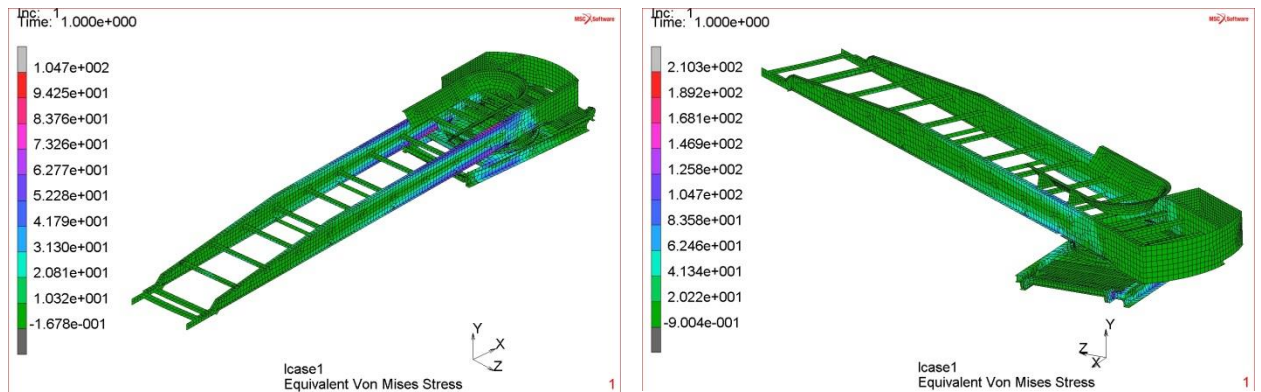 Inc: 1
Time: 1.000e+000
MSC Software
1.047e+002
9.425e+001
8.376e+001
7.326e+001
6.277e+001
5.228e+001
4.179e+001
3.130e+001
2.081e+001
1.032e+001
-1.678e-001
Y
X
Z
lcase1
Equivalent Von Mises Stress
1
Inc: 1
Time: 1.000e+000
MSC Software
2.103e+002
1.892e+002
1.681e+002
1.469e+002
1.258e+002
1.047e+002
8.358e+001
6.246e+001
4.134e+001
2.022e+001
-9.004e-001
Y
Z
X
lcase1
Equivalent Von Mises Stress
1